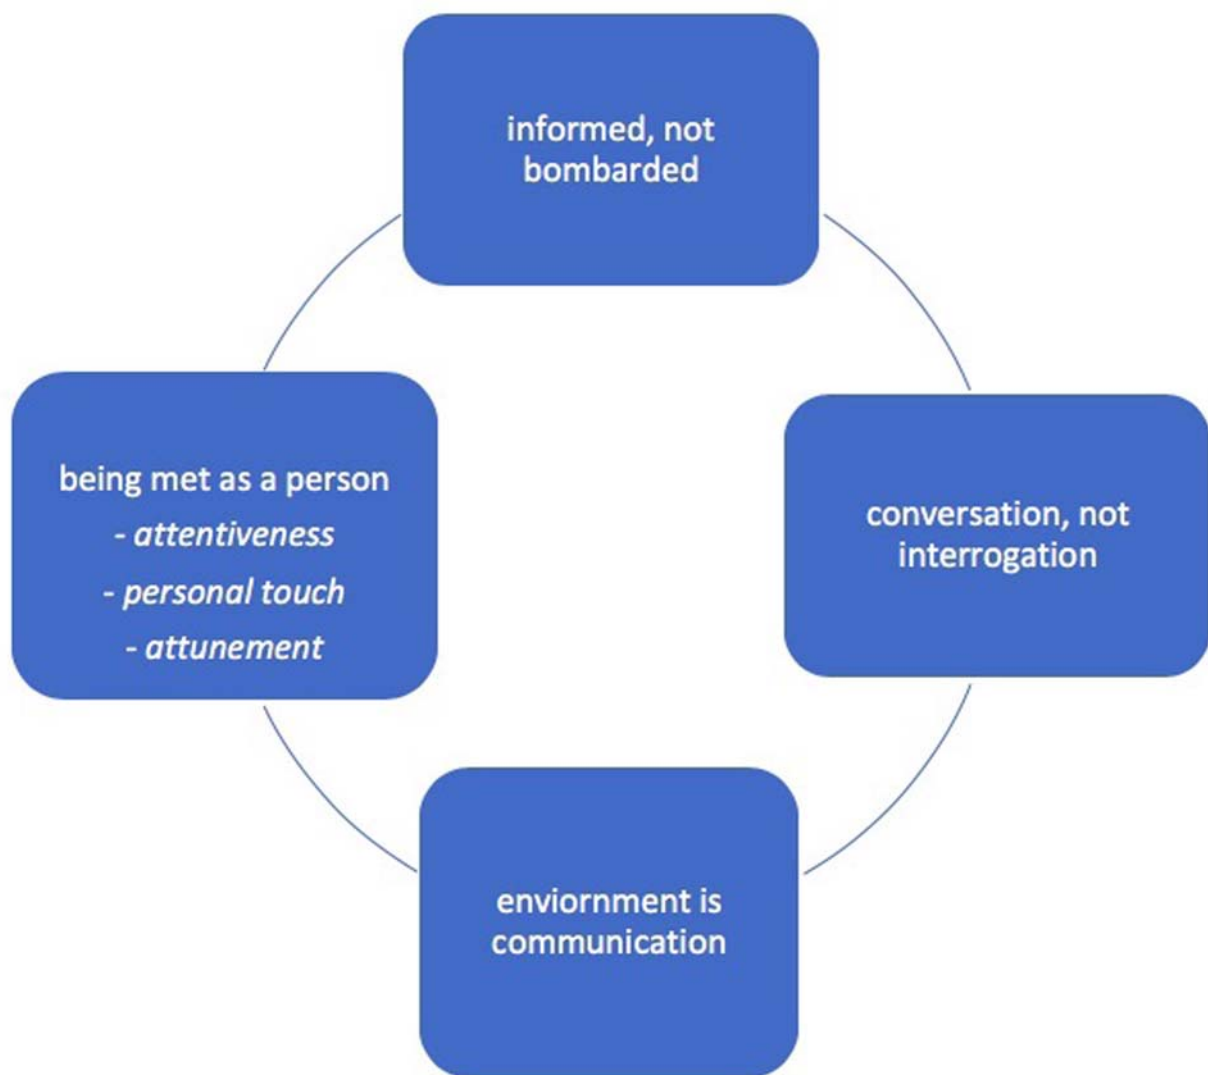 informed, not
bombarded
being met as a person
- attentiveness
- personal touch
- attunement
conversation, not
interrogation
enviornment is
communication